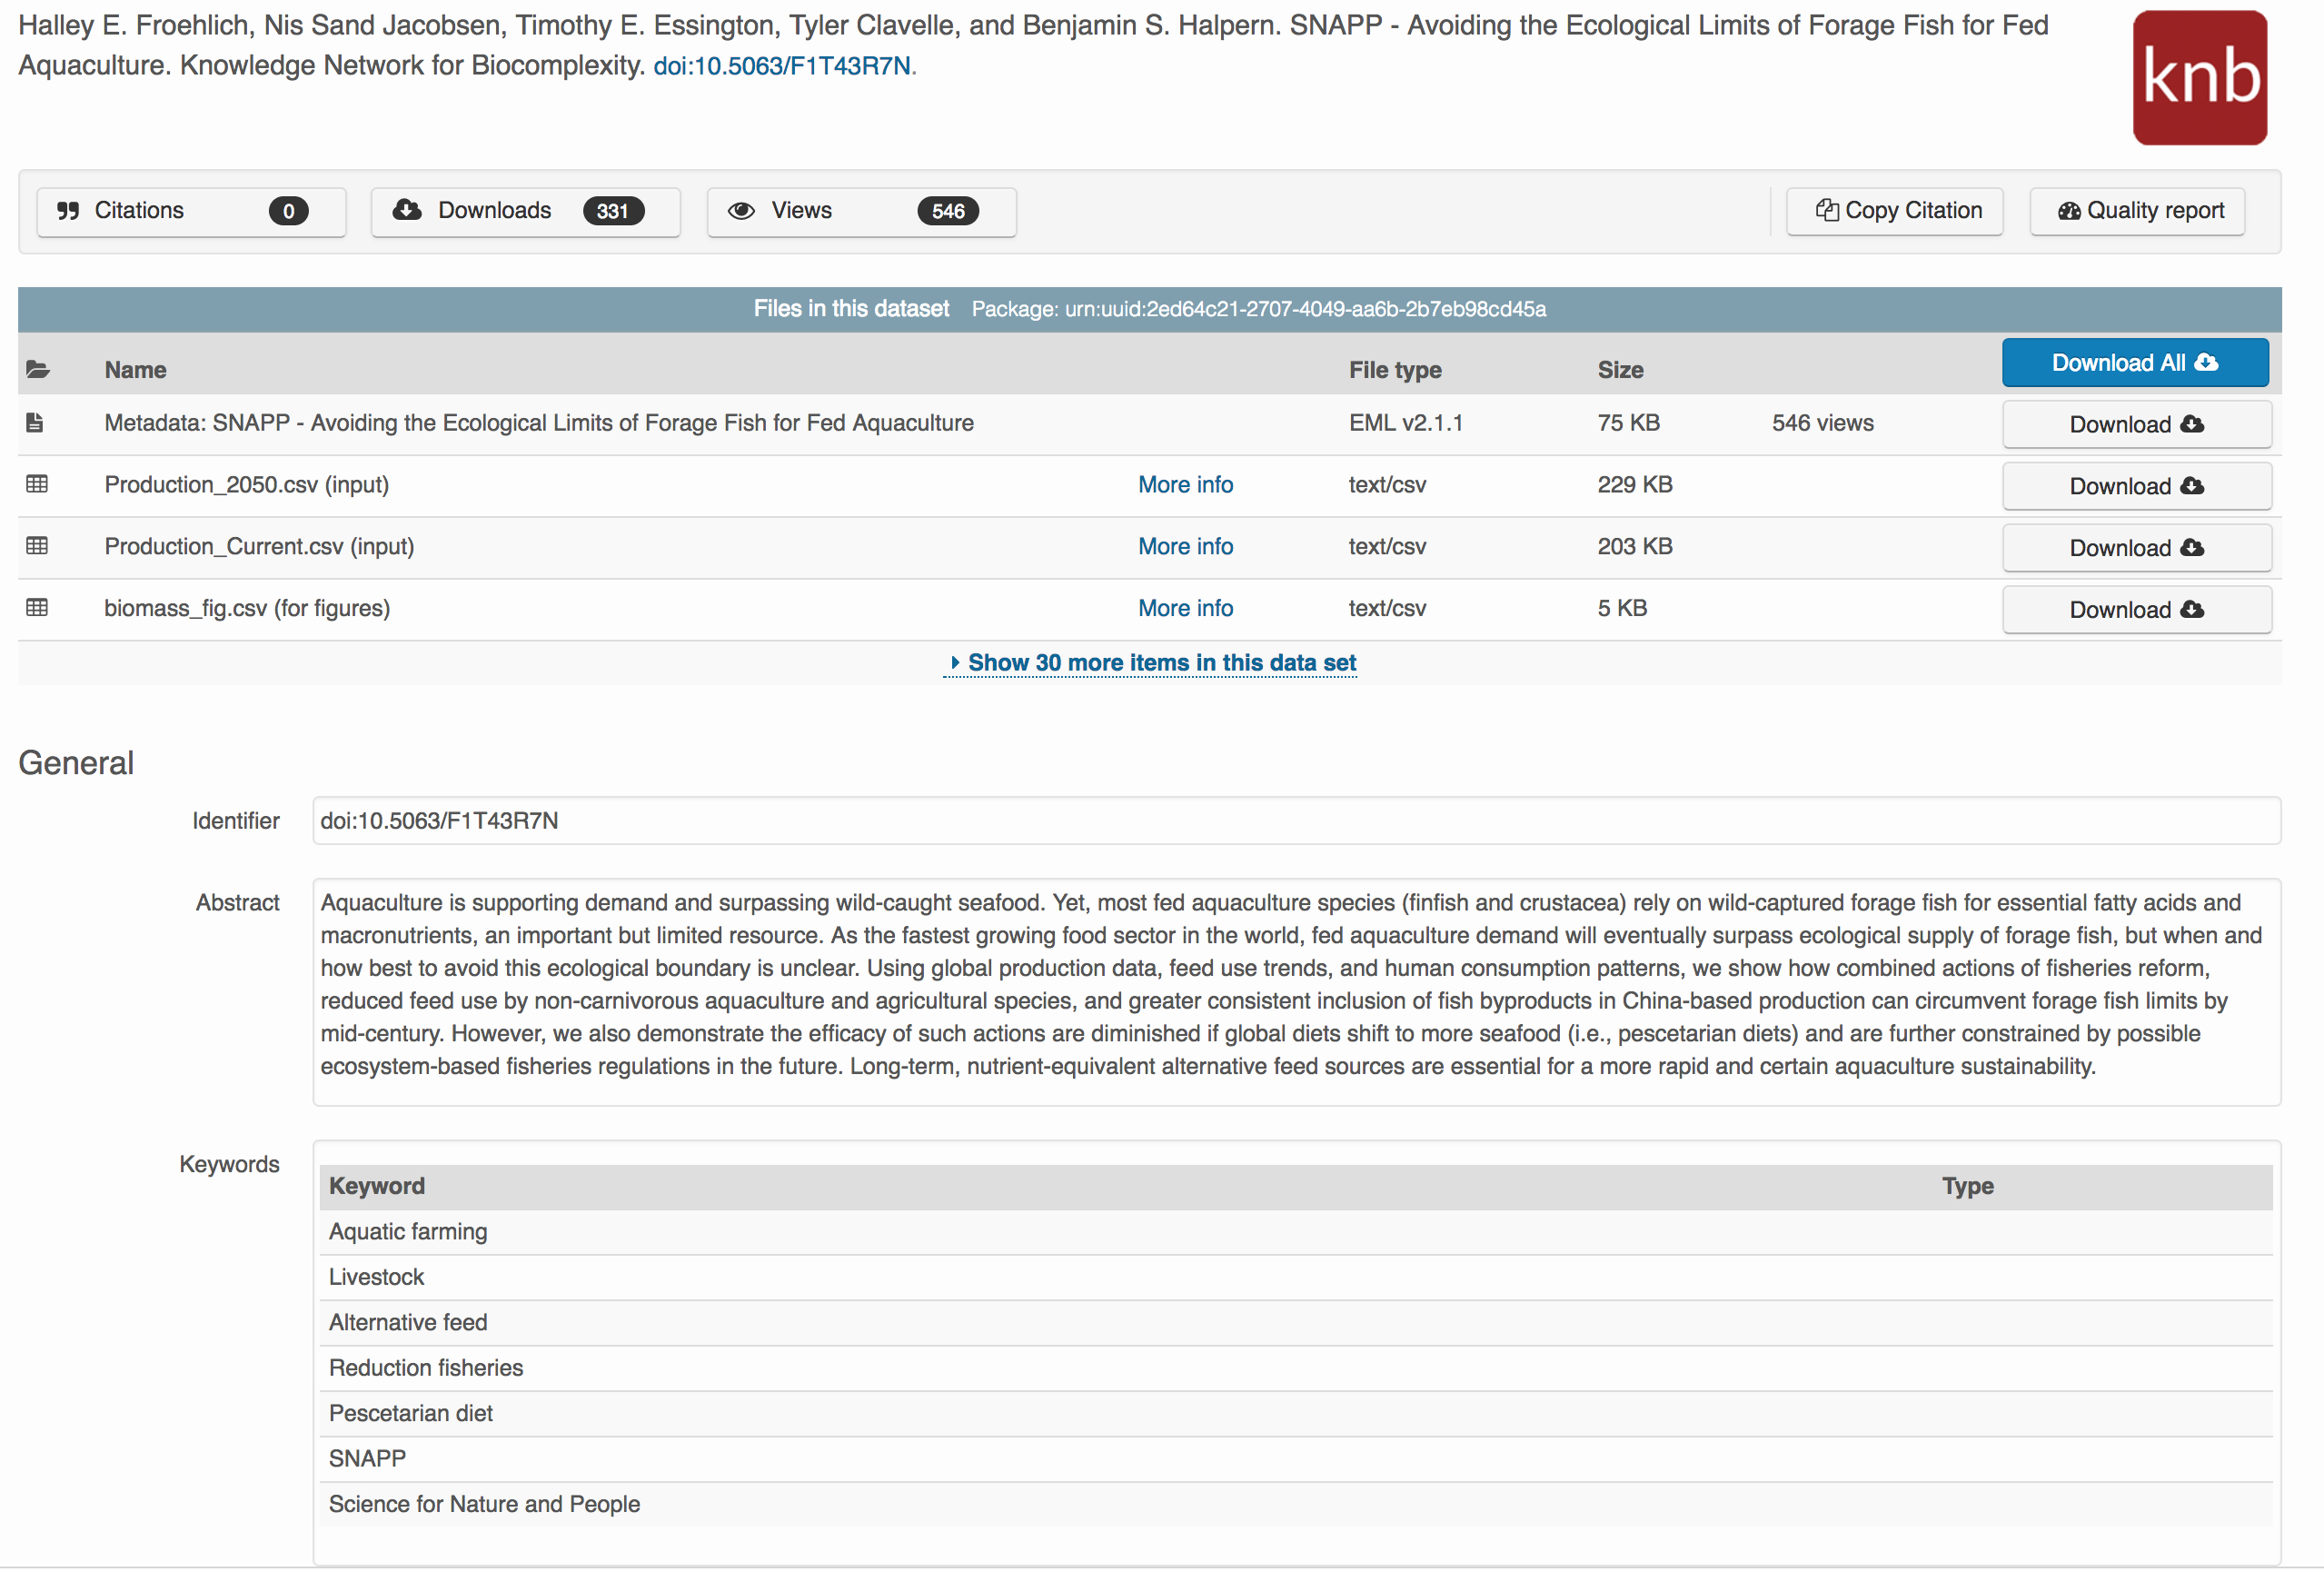 Halley E. Froehlich, Nis Sand Jacobsen, Timothy E. Essington, Tyler Clavelle, and Benjamin S. Halpern. SNAPP - Avoiding the Ecological Limits of Forage Fish for Fed
Aquaculture. Knowledge Network for Biocomplexity. doi:10.5063/F1T43R7N.
knb
Citations 0 Downloads 331 Views 546 Copy Citation Quality report
Files in this dataset Package: urn:uuid:2ed64c21-2707-4049-aa6b-2b7eb98cd45a
Name File type Size Download All
Metadata: SNAPP - Avoiding the Ecological Limits of Forage Fish for Fed Aquaculture EML v2.1.1 75 KB 546 views Download
Production_2050.csv (input) More info text/csv 229 KB Download
Production_Current.csv (input) More info text/csv 203 KB Download
biomass_fig.csv (for figures) More info text/csv 5 KB Download
Show 30 more items in this data set
General
Identifier doi:10.5063/F1T43R7N
Abstract Aquaculture is supporting demand and surpassing wild-caught seafood. Yet, most fed aquaculture species (finfish and crustacea) rely on wild-captured forage fish for essential fatty acids and
macronutrients, an important but limited resource. As the fastest growing food sector in the world, fed aquaculture demand will eventually surpass ecological supply of forage fish, but when and
how best to avoid this ecological boundary is unclear. Using global production data, feed use trends, and human consumption patterns, we show how combined actions of fisheries reform,
reduced feed use by non-carnivorous aquaculture and agricultural species, and greater consistent inclusion of fish byproducts in China-based production can circumvent forage fish limits by
mid-century. However, we also demonstrate the efficacy of such actions are diminished if global diets shift to more seafood (i.e., pescetarian diets) and are further constrained by possible
ecosystem-based fisheries regulations in the future. Long-term, nutrient-equivalent alternative feed sources are essential for a more rapid and certain aquaculture sustainability.
Keywords
Keyword Type
Aquatic farming
Livestock
Alternative feed
Reduction fisheries
Pescetarian diet
SNAPP
Science for Nature and People